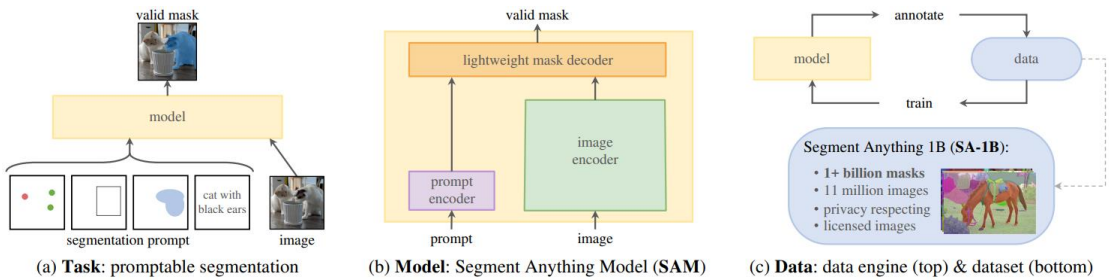 valid mask
model
cat with
black ears
segmentation prompt
image
(a) Task: promptable segmentation
valid mask
lightweight mask decoder
image
encoder
prompt
encoder
prompt
image
(b) Model: Segment Anything Model (SAM)
annotate
model
data
train
Segment Anything 1B (SA-1B):
• 1+ billion masks
• 11 million images
• privacy respecting
• licensed images
(c) Data: data engine (top) & dataset (bottom)